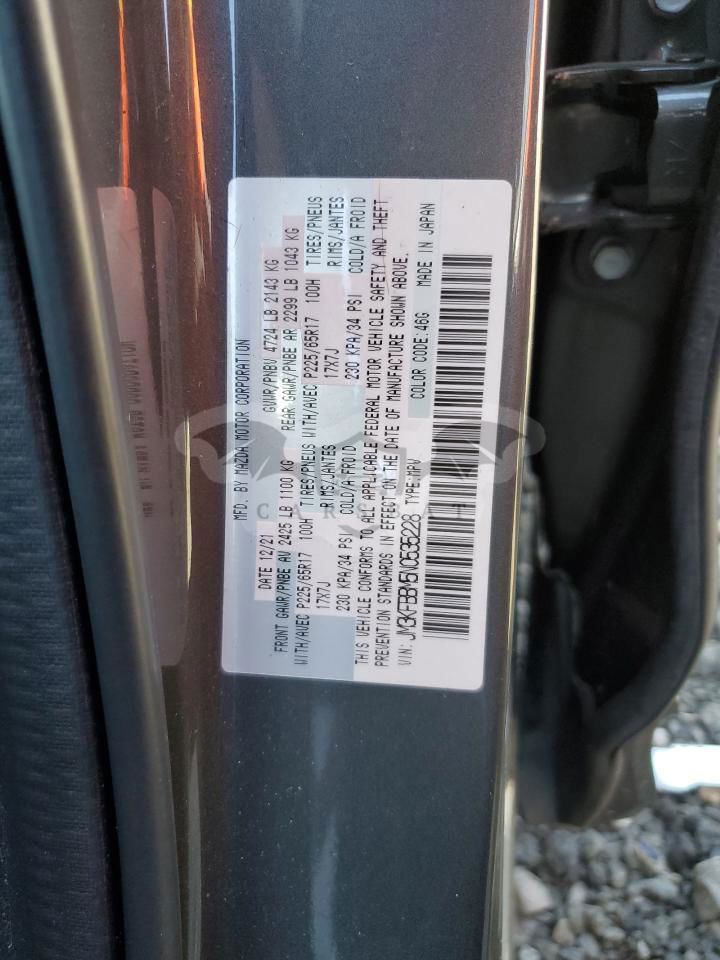 MFD. BY MAZDA MOTOR CORPORATION
DATE 12/21 GVWR/PNBV 4724 LB 2143 KG
FRONT GAWR/PNBE AV 2425 LB 1100 KG REAR GAWR/PNBE AR 2299 LB 1043 KG
WITH/AVEC P225/65R17 100H TIRES/PNEUS WITH/AVEC P225/65R17 100H TIRES/PNEUS
17X7J RIMS/JANTES 17X7J RIMS/JANTES
230 KPA/34 PSI COLD/A FROID 230 KPA/34 PSI COLD/A FROID
THIS VEHICLE CONFORMS TO ALL APPLICABLE FEDERAL MOTOR VEHICLE SAFETY AND THEFT
PREVENTION STANDARDS IN EFFECT ON THE DATE OF MANUFACTURE SHOWN ABOVE.
VIN: JM3KFBBM5N0535228 TYPE:MPV COLOR CODE:46G MADE IN JAPAN
CARSBAT